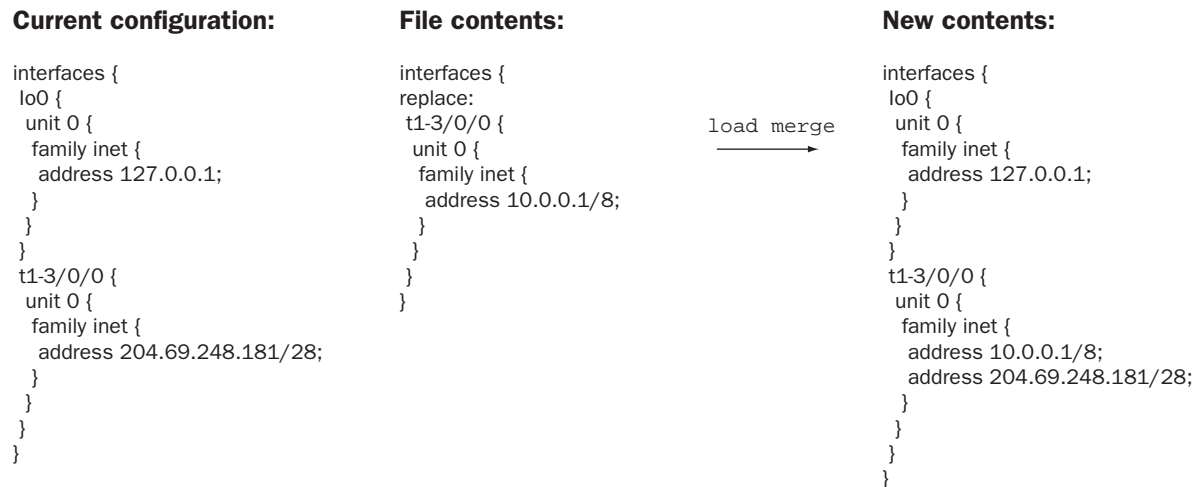 Current configuration:
interfaces {
lo0 {
unit 0 {
family inet {
address 127.0.0.1;
}
}
}
t1-3/0/0 {
unit 0 {
family inet {
address 204.69.248.181/28;
}
}
}
}
File contents:
interfaces {
replace:
t1-3/0/0 {
unit 0 {
family inet {
address 10.0.0.1/8;
}
}
}
}
load merge
New contents:
interfaces {
lo0 {
unit 0 {
family inet {
address 127.0.0.1;
}
}
}
t1-3/0/0 {
unit 0 {
family inet {
address 10.0.0.1/8;
address 204.69.248.181/28;
}
}
}
}